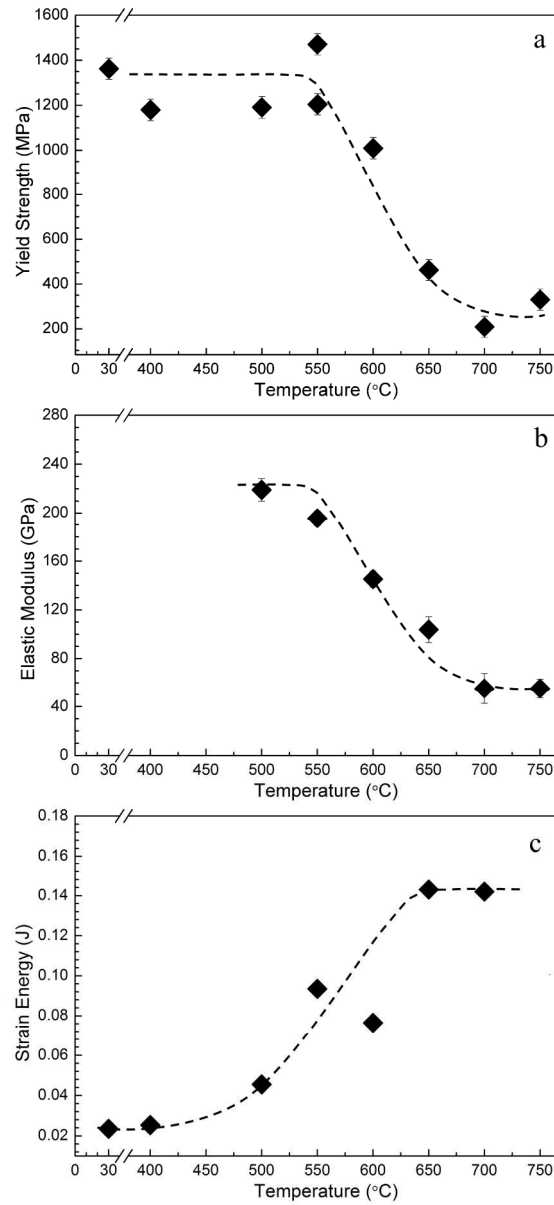 a
1600
1400
1200
1000
800
600
400
200
Yield Strength (MPa)
0 30 400 450 500 550 600 650 700 750
Temperature (°C)
b
280
240
200
160
120
80
40
0
Elastic Modulus (GPa)
0 30 400 450 500 550 600 650 700 750
Temperature (°C)
c
0.18
0.16
0.14
0.12
0.10
0.08
0.06
0.04
0.02
Strain Energy (J)
0 30 400 450 500 550 600 650 700 750
Temperature (°C)